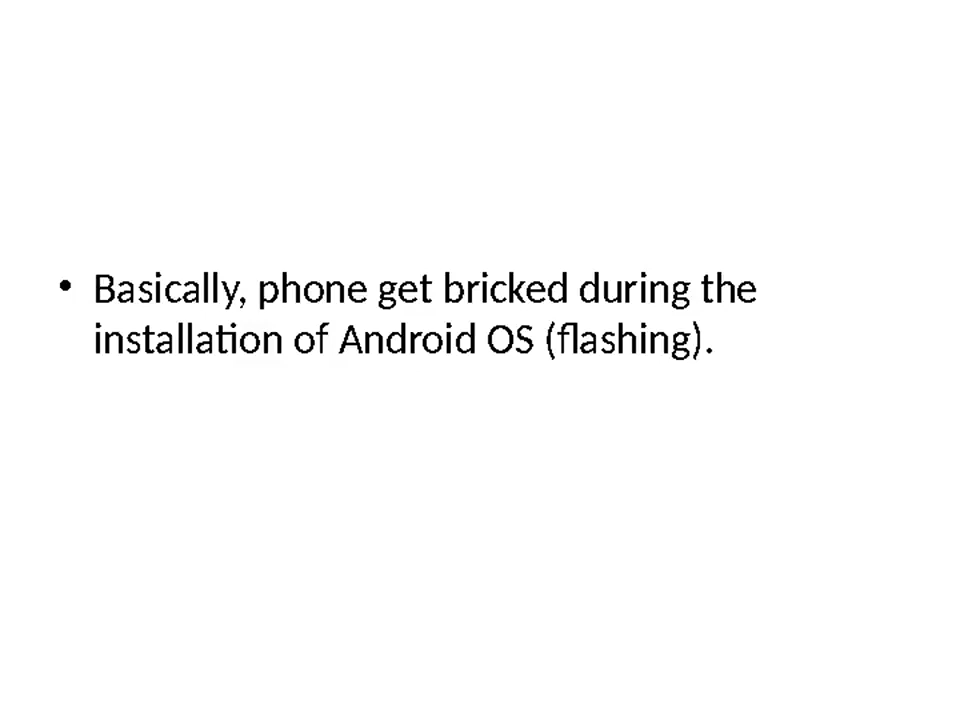 • Basically, phone get bricked during the
installation of Android OS (flashing).